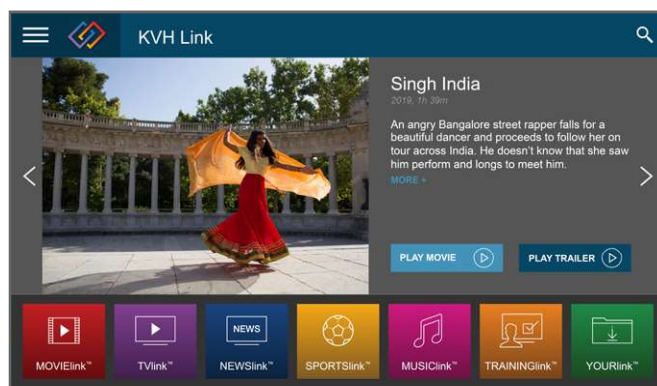 KVH Link
Singh India
2019, 1h 39m
An angry Bangalore street rapper falls for a
beautiful dancer and proceeds to follow her on
tour across India. He doesn't know that she saw
him perform and longs to meet him.
MORE +
PLAY MOVIE
PLAY TRAILER
NEWS
MOVIElink™
TVlink™
NEWSlink™
SPORTSlink™
MUSIClink™
TRAININGlink™
YOURlink™